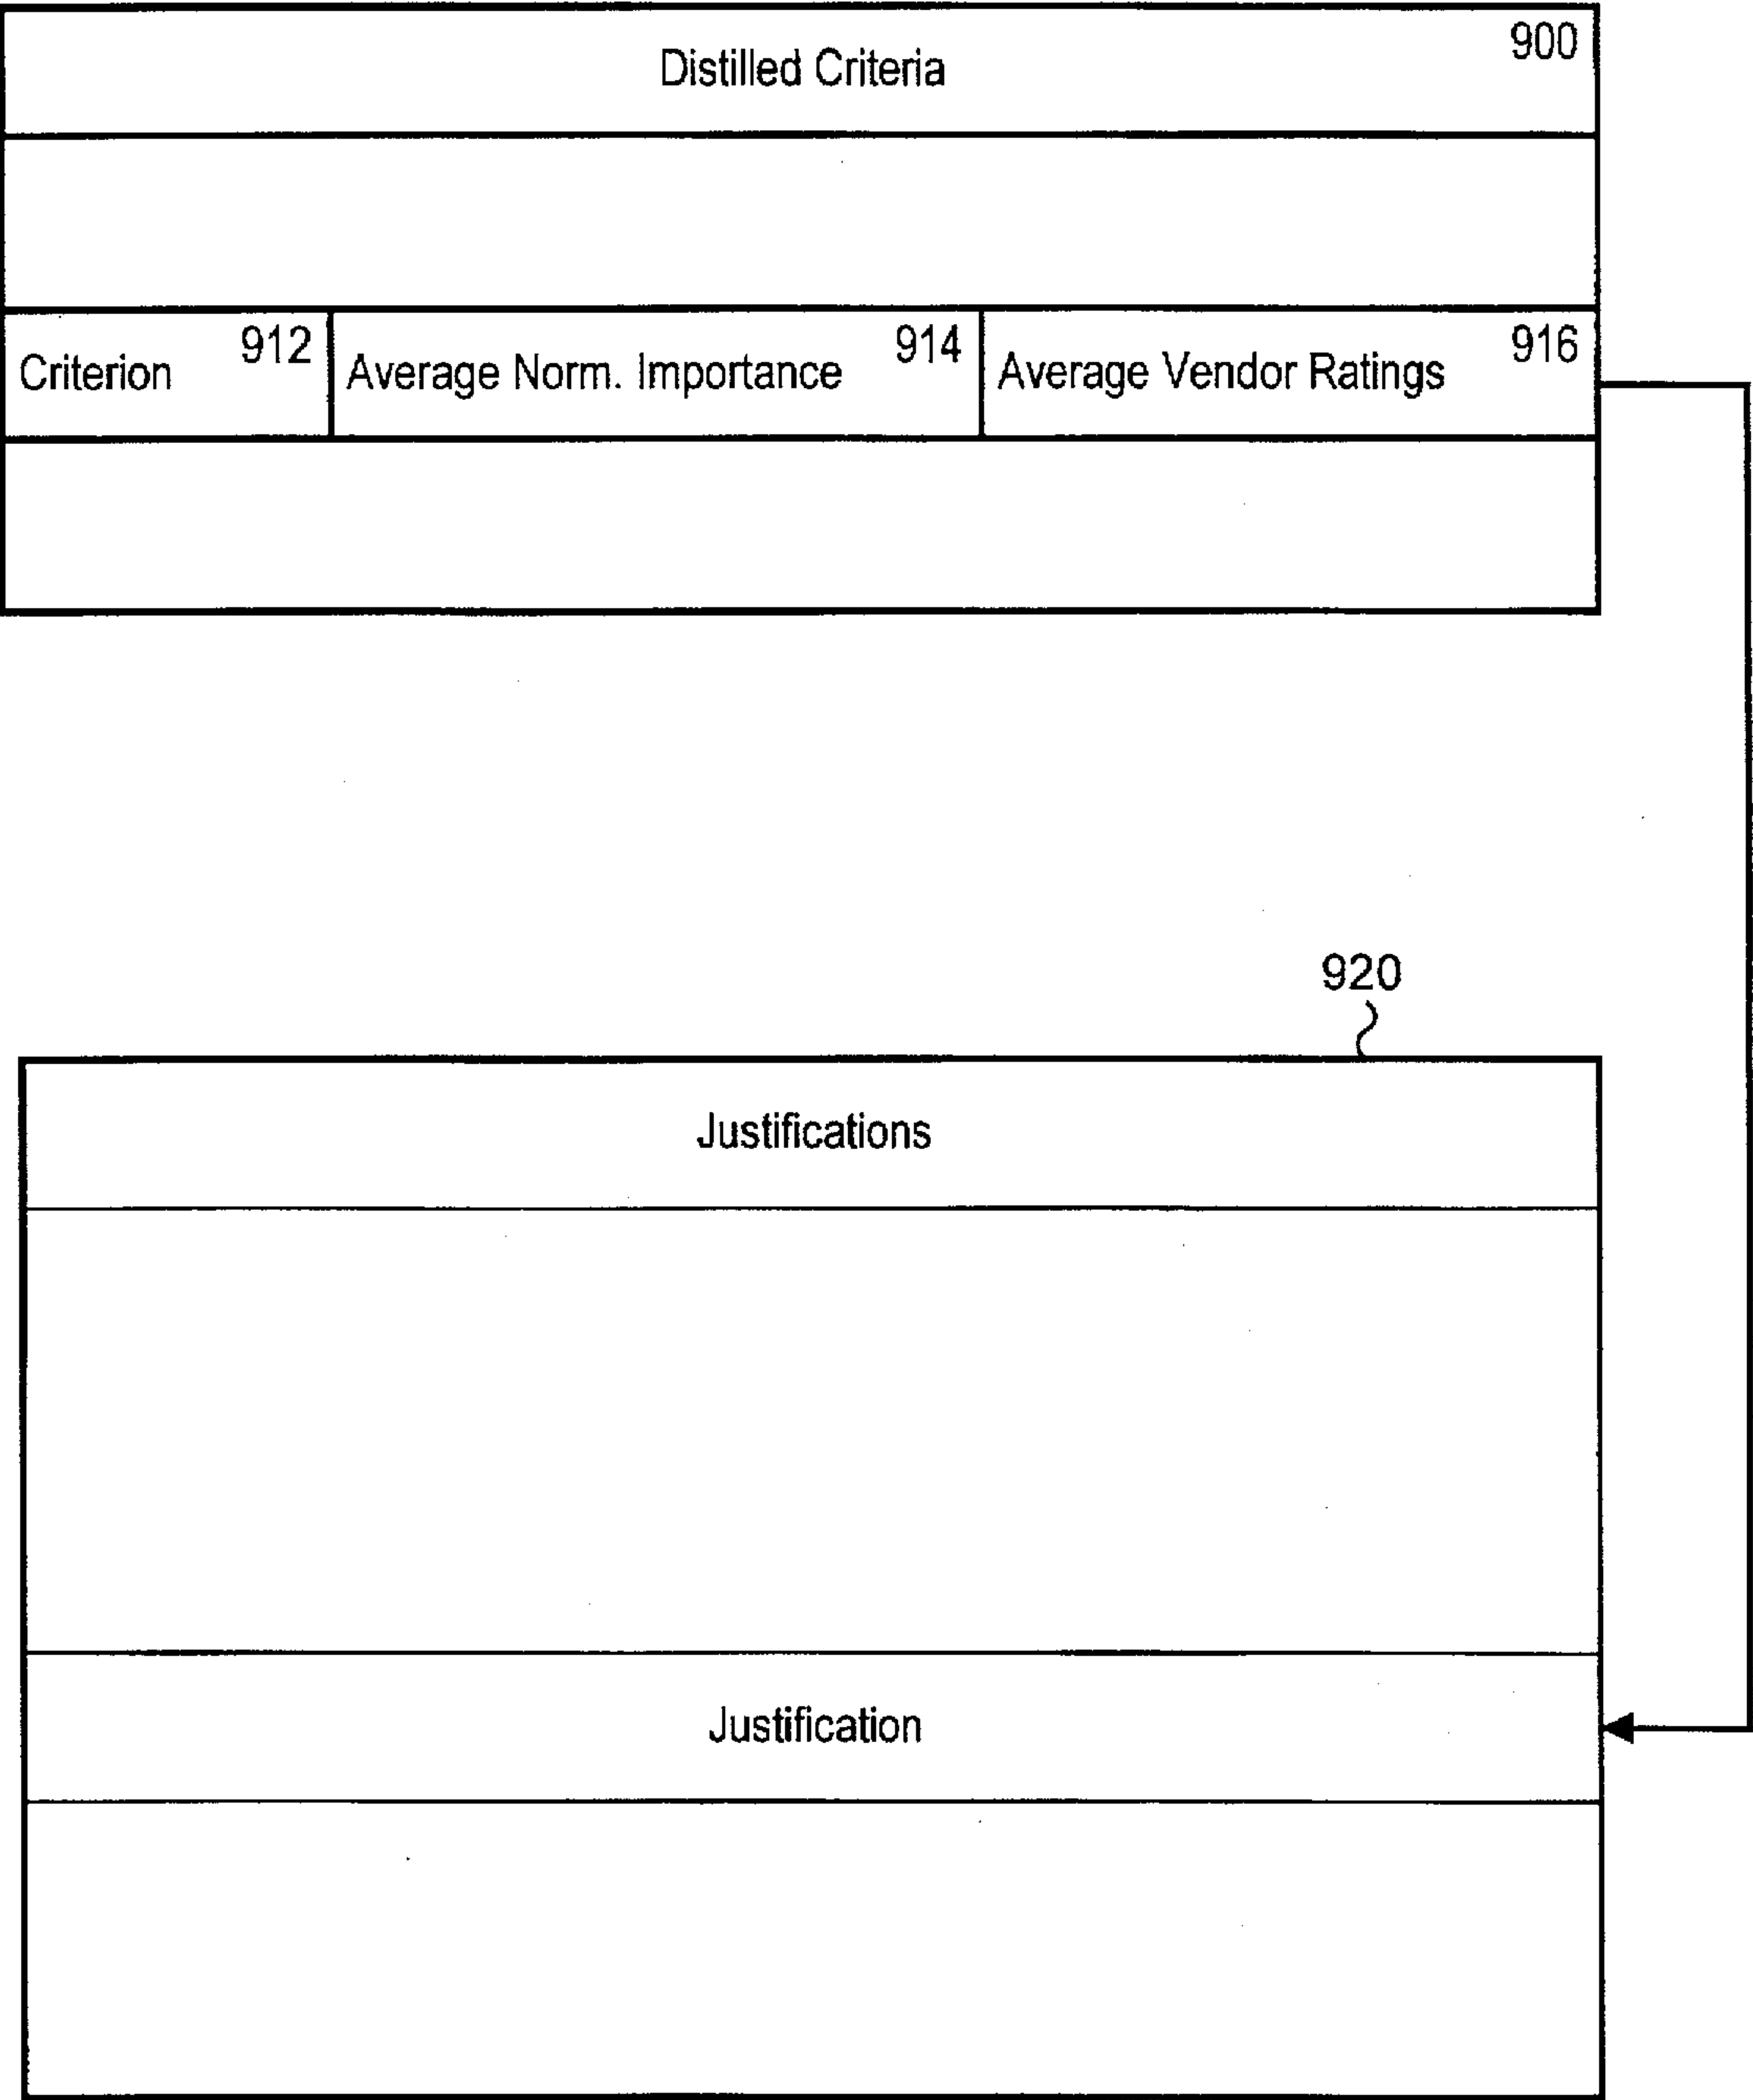 Distilled Criteria 900
Criterion 912 Average Norm. Importance 914 Average Vendor Ratings 916
920
Justifications
Justification